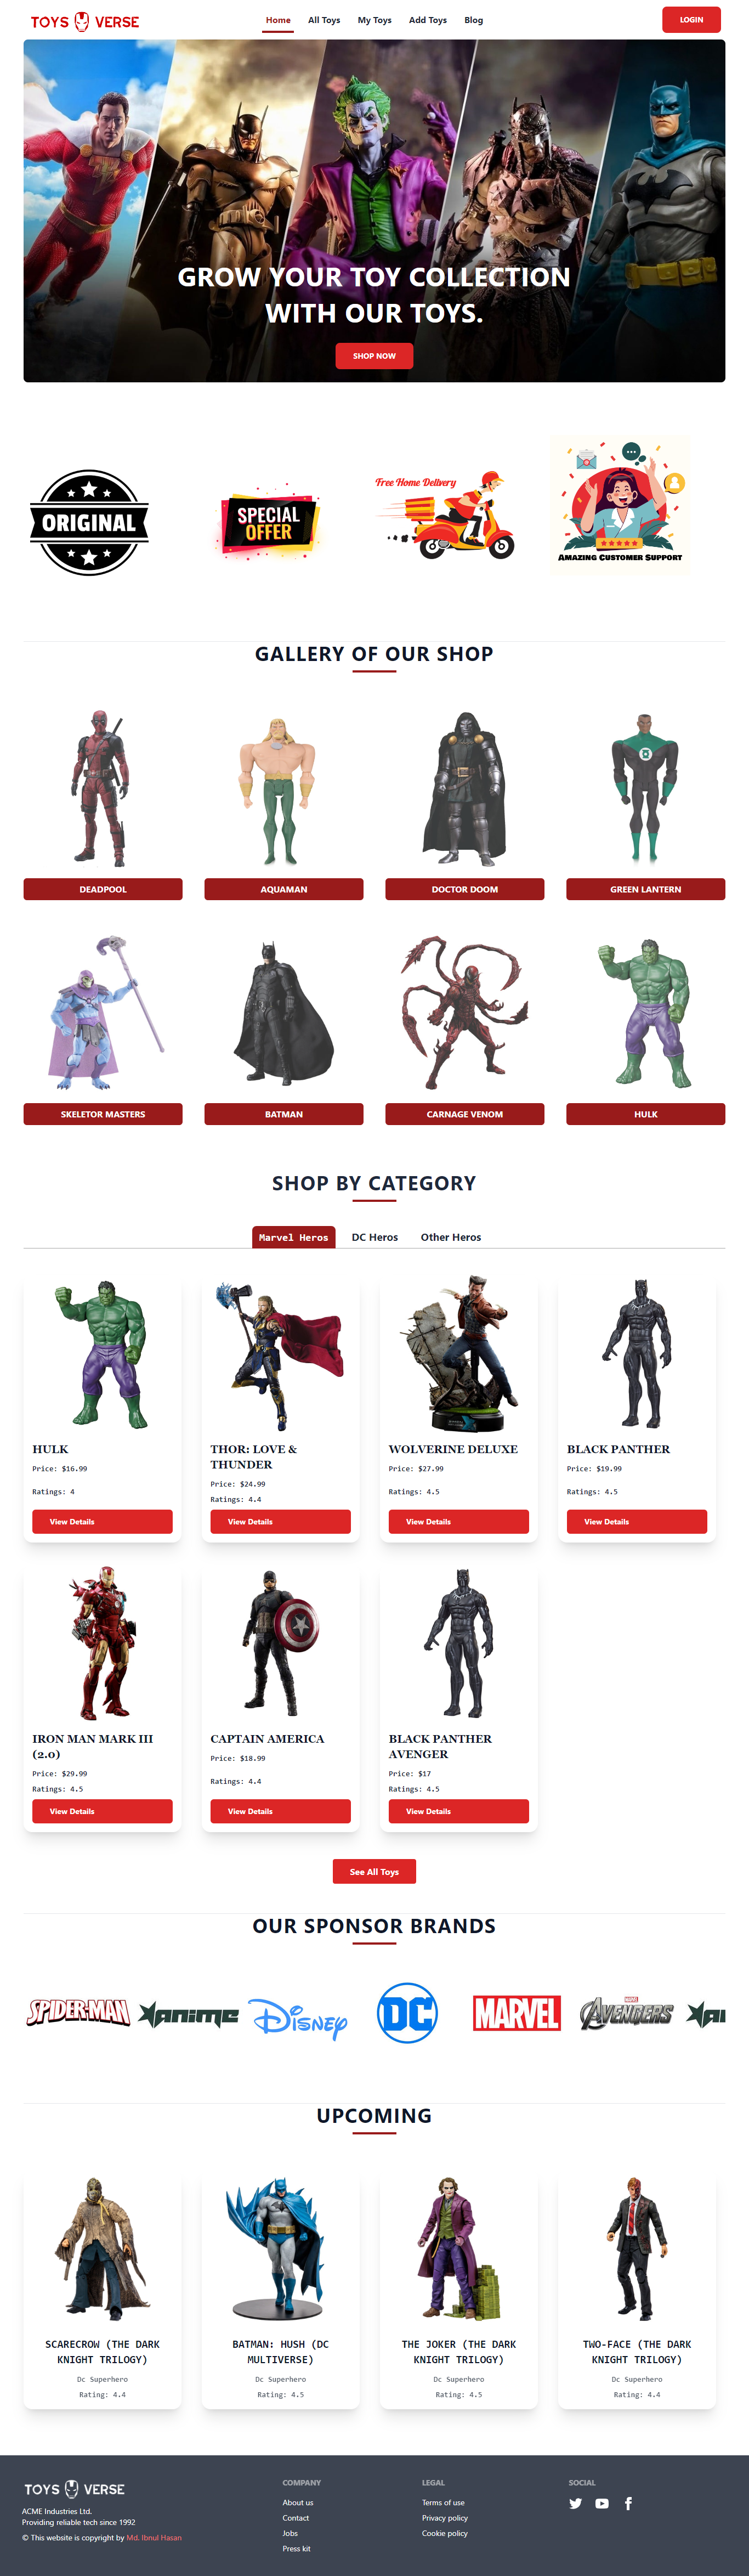 TOYS VERSE
Home All Toys My Toys Add Toys Blog
LOGIN
GROW YOUR TOY COLLECTION
WITH OUR TOYS.
SHOP NOW
ORIGINAL
SPECIAL
OFFER
Free Home Delivery
AMAZING CUSTOMER SUPPORT
GALLERY OF OUR SHOP
DEADPOOL AQUAMAN DOCTOR DOOM GREEN LANTERN
SKELETOR MASTERS BATMAN CARNAGE VENOM HULK
SHOP BY CATEGORY
Marvel Heros DC Heros Other Heros
HULK
Price: $16.99
Ratings: 4
View Details
THOR: LOVE &
THUNDER
Price: $24.99
Ratings: 4.4
View Details
WOLVERINE DELUXE
Price: $27.99
Ratings: 4.5
View Details
BLACK PANTHER
Price: $19.99
Ratings: 4.5
View Details
IRON MAN MARK III
(2.0)
Price: $29.99
Ratings: 4.5
View Details
CAPTAIN AMERICA
Price: $18.99
Ratings: 4.4
View Details
BLACK PANTHER
AVENGER
Price: $17
Ratings: 4.5
View Details
See All Toys
OUR SPONSOR BRANDS
SPIDER-MAN anime Disney DC MARVEL MARVEL AVENGERS
UPCOMING
SCARECROW (THE DARK
KNIGHT TRILOGY)
Dc Superhero
Rating: 4.4
BATMAN: HUSH (DC
MULTIVERSE)
Dc Superhero
Rating: 4.5
THE JOKER (THE DARK
KNIGHT TRILOGY)
Dc Superhero
Rating: 4.5
TWO-FACE (THE DARK
KNIGHT TRILOGY)
Dc Superhero
Rating: 4.4
TOYS VERSE
ACME Industries Ltd.
Providing reliable tech since 1992
© This website is copyright by Md. Ibnul Hasan
COMPANY
About us
Contact
Jobs
Press kit
LEGAL
Terms of use
Privacy policy
Cookie policy
SOCIAL